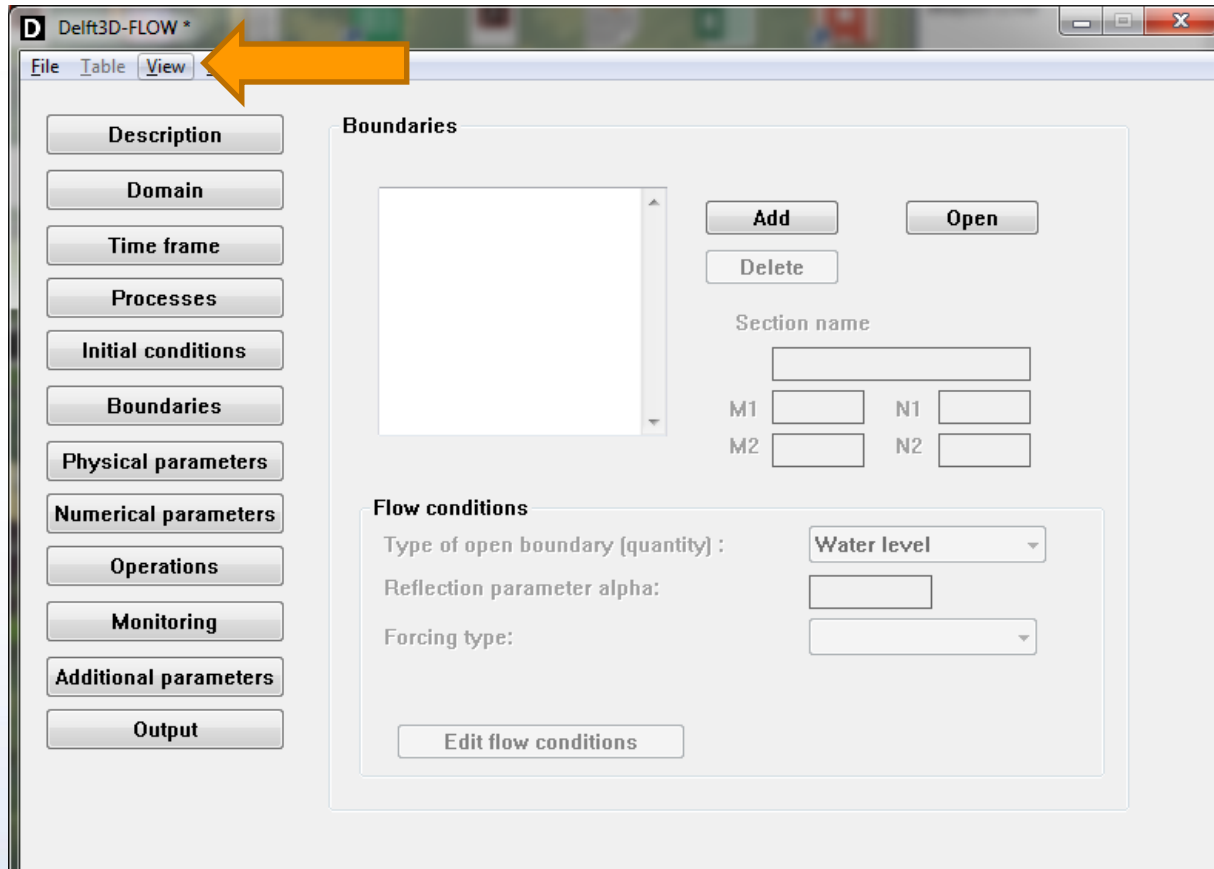 D Delft3D-FLOW *
File Table View
Description
Domain
Time frame
Processes
Initial conditions
Boundaries
Physical parameters
Numerical parameters
Operations
Monitoring
Additional parameters
Output
Boundaries
Add Open
Delete
Section name
M1 N1
M2 N2
Flow conditions
Type of open boundary (quantity) : Water level
Reflection parameter alpha:
Forcing type:
Edit flow conditions